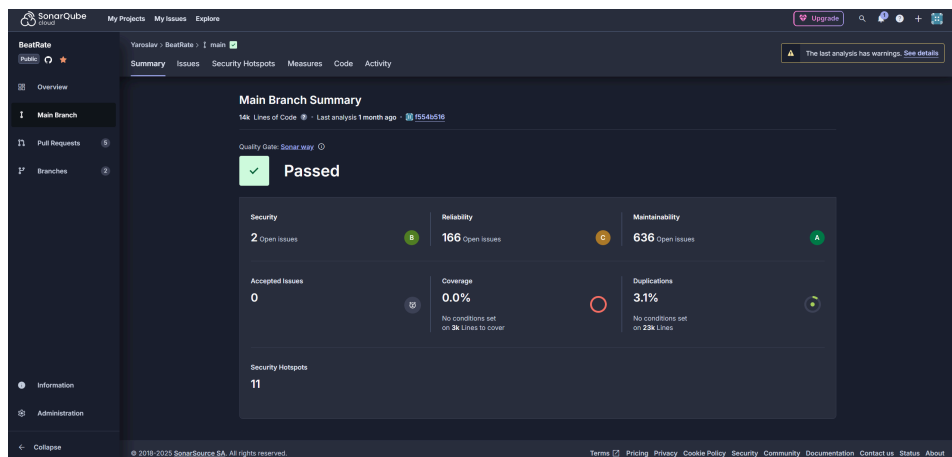 SonarQube cloud
My Projects My Issues Explore
Upgrade
1
?
BeatRate
Public
Yaroslav > BeatRate > main
Summary Issues Security Hotspots Measures Code Activity
The last analysis has warnings. See details
Overview
Main Branch
Pull Requests 5
Branches 2
Main Branch Summary
14k Lines of Code ? · Last analysis 1 month ago · f554b516
Quality Gate: Sonar way
Passed
Security
2 Open issues
B
Reliability
166 Open issues
C
Maintainability
636 Open issues
A
Accepted Issues
0
Coverage
0.0%
No conditions set
on 3k Lines to cover
Duplications
3.1%
No conditions set
on 23k Lines
Security Hotspots
11
Information
Administration
Collapse
© 2018-2025 SonarSource SA. All rights reserved.
Terms Pricing Privacy Cookie Policy Security Community Documentation Contact us Status About